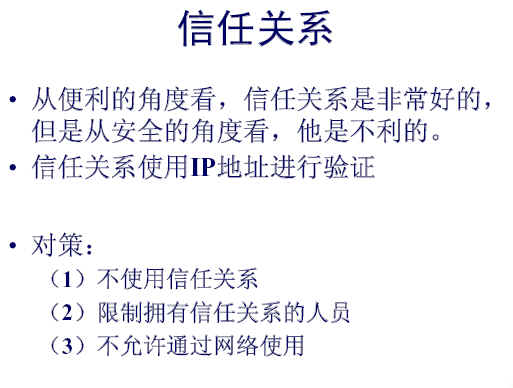 信任关系
• 从便利的角度看，信任关系是非常好的，
但是从安全的角度看，他是不利的。
• 信任关系使用IP地址进行验证
• 对策：
（1）不使用信任关系
（2）限制拥有信任关系的人员
（3）不允许通过网络使用